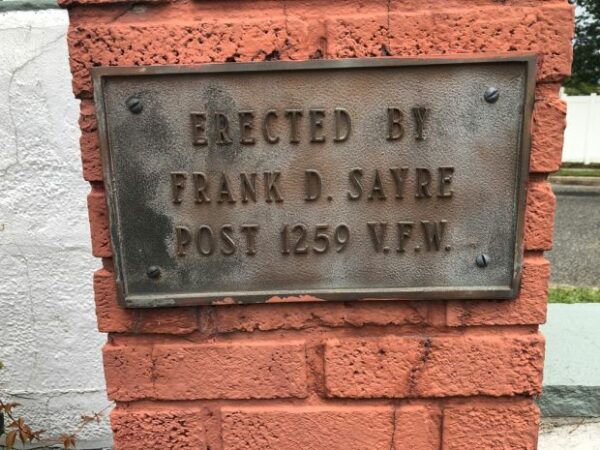 ERECTED BY
FRANK D. SAYRE
POST 1259 V.F.W.